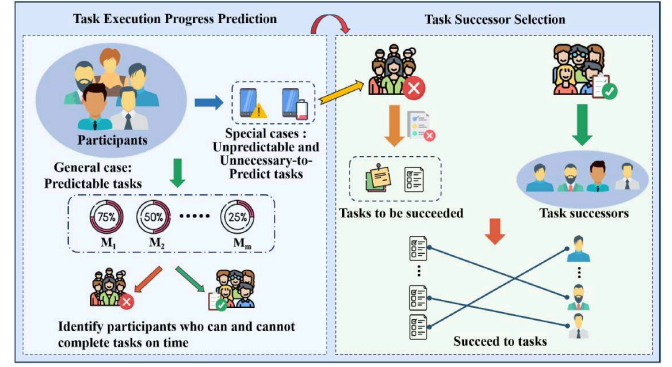 Task Execution Progress Prediction
Participants
Special cases :
Unpredictable and
Unnecessary-to-
Predict tasks
General case:
Predictable tasks
75%
50%
25%
M1
M2
Mm
Identify participants who can and cannot
complete tasks on time
Task Successor Selection
Tasks to be succeeded
Task successors
Succeed to tasks